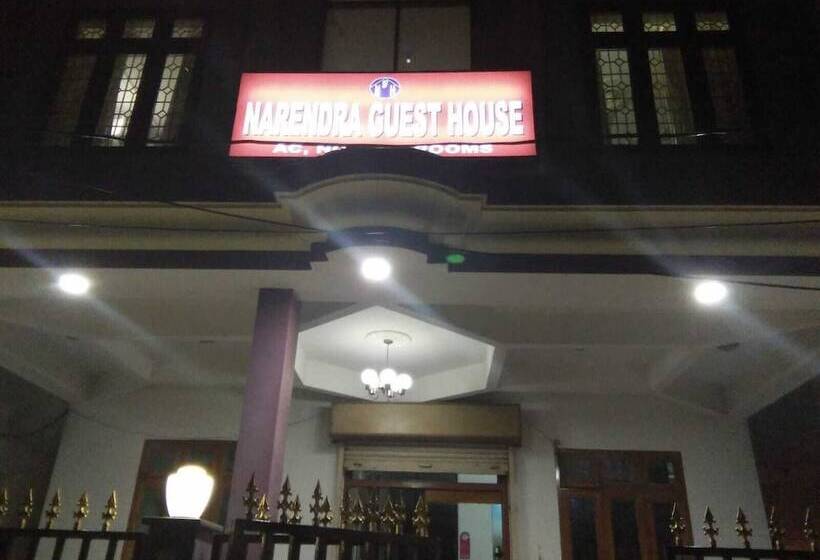 NARENDRA GUEST HOUSE
AC, ROOMS